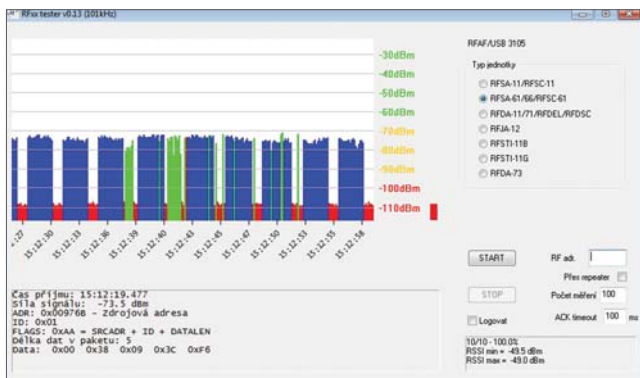 RFxx tester v0.13 (101kHz)
-30dBm
-40dBm
-50dBm
-60dBm
-70dBm
-80dBm
-90dBm
-100dBm
-110dBm
:27
15:12:30
15:12:33
15:12:36
15:12:39
15:12:40
15:12:43
15:12:45
15:12:47
15:12:50
15:12:53
15:12:55
15:12:58
Čas příjmu: 15:12:19.477
Síla signálu: -73.5 dBm
ADR: 0x00976B - Zdrojová adresa
ID: 0x01
FLAGS: 0xAA = SRCADR + ID + DATALEN
Délka dat v paketu: 5
Data: 0x00 0x38 0x09 0x3C 0xF6
RFAF/USB 3105
Typ jednotky
RFSA-11/RFSC-11
RFSA-61/66/RFSC-61
RFDA-11/71/RFDEL/RFDSC
RFJA-12
RFSTI-11B
RFSTI-11G
RFDA-73
START
RF adr.
Přes repeater
STOP
Počet měření 100
Logovat
ACK timeout 100 ms
10/10 - 100.0%
RSSI min = -49.5 dBm
RSSI max = -49.0 dBm